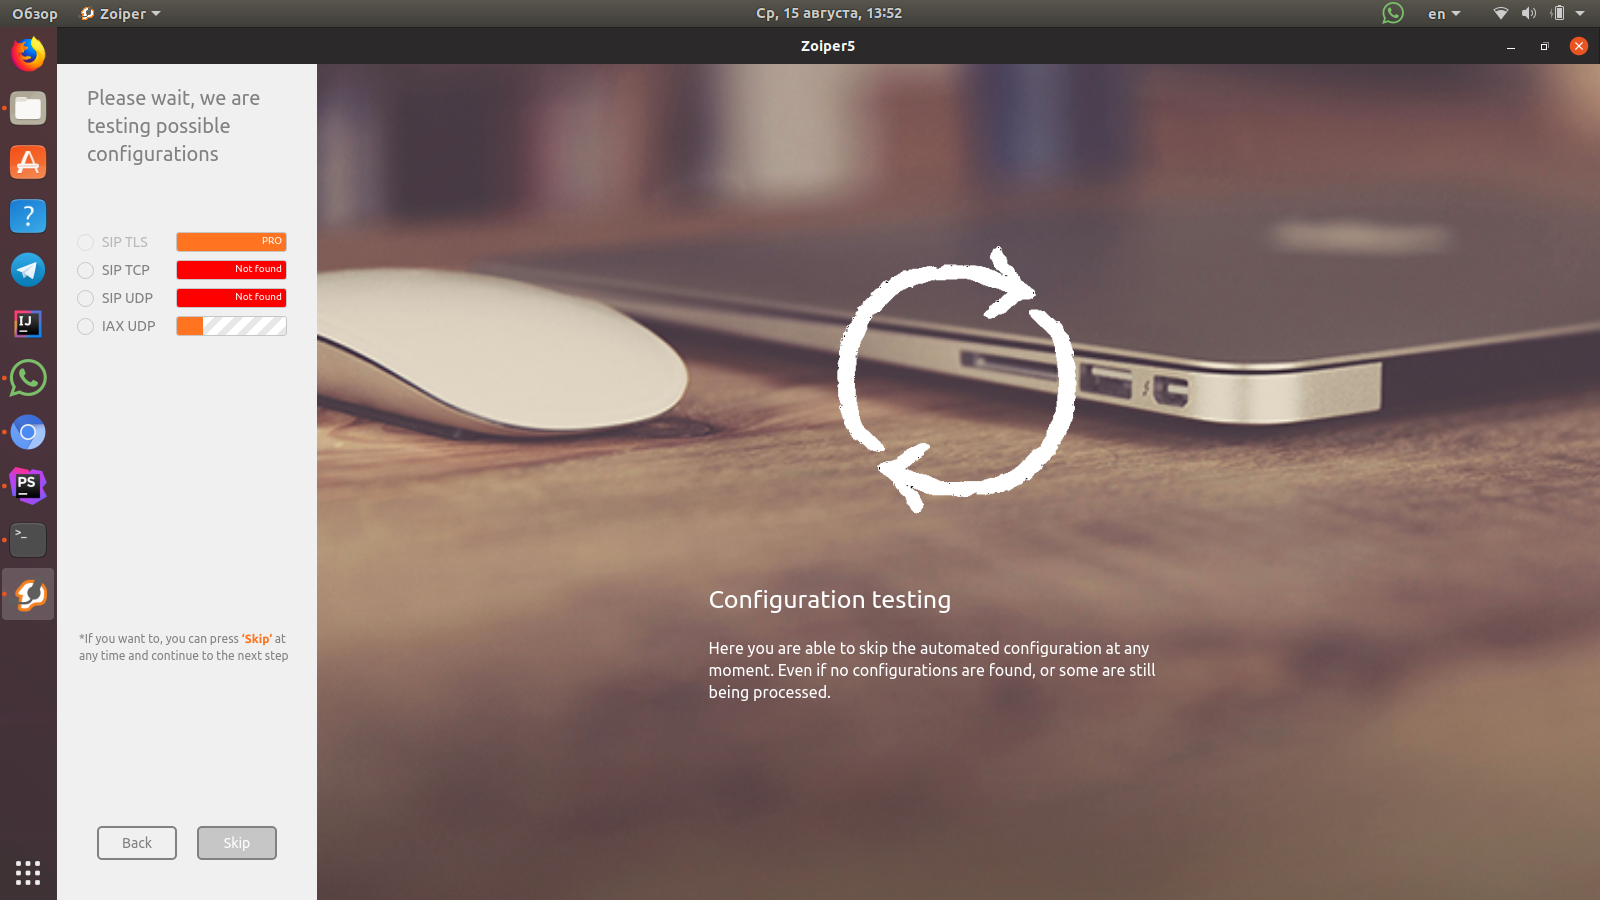 Обзор
Zoiper
Ср, 15 августа, 13:52
en
Zoiper5
Please wait, we are
testing possible
configurations
SIP TLS PRO
SIP TCP Not found
SIP UDP Not found
IAX UDP
*If you want to, you can press ‘Skip’ at
any time and continue to the next step
Back
Skip
Configuration testing
Here you are able to skip the automated configuration at any
moment. Even if no configurations are found, or some are still
being processed.
IJ
PS
>_
?